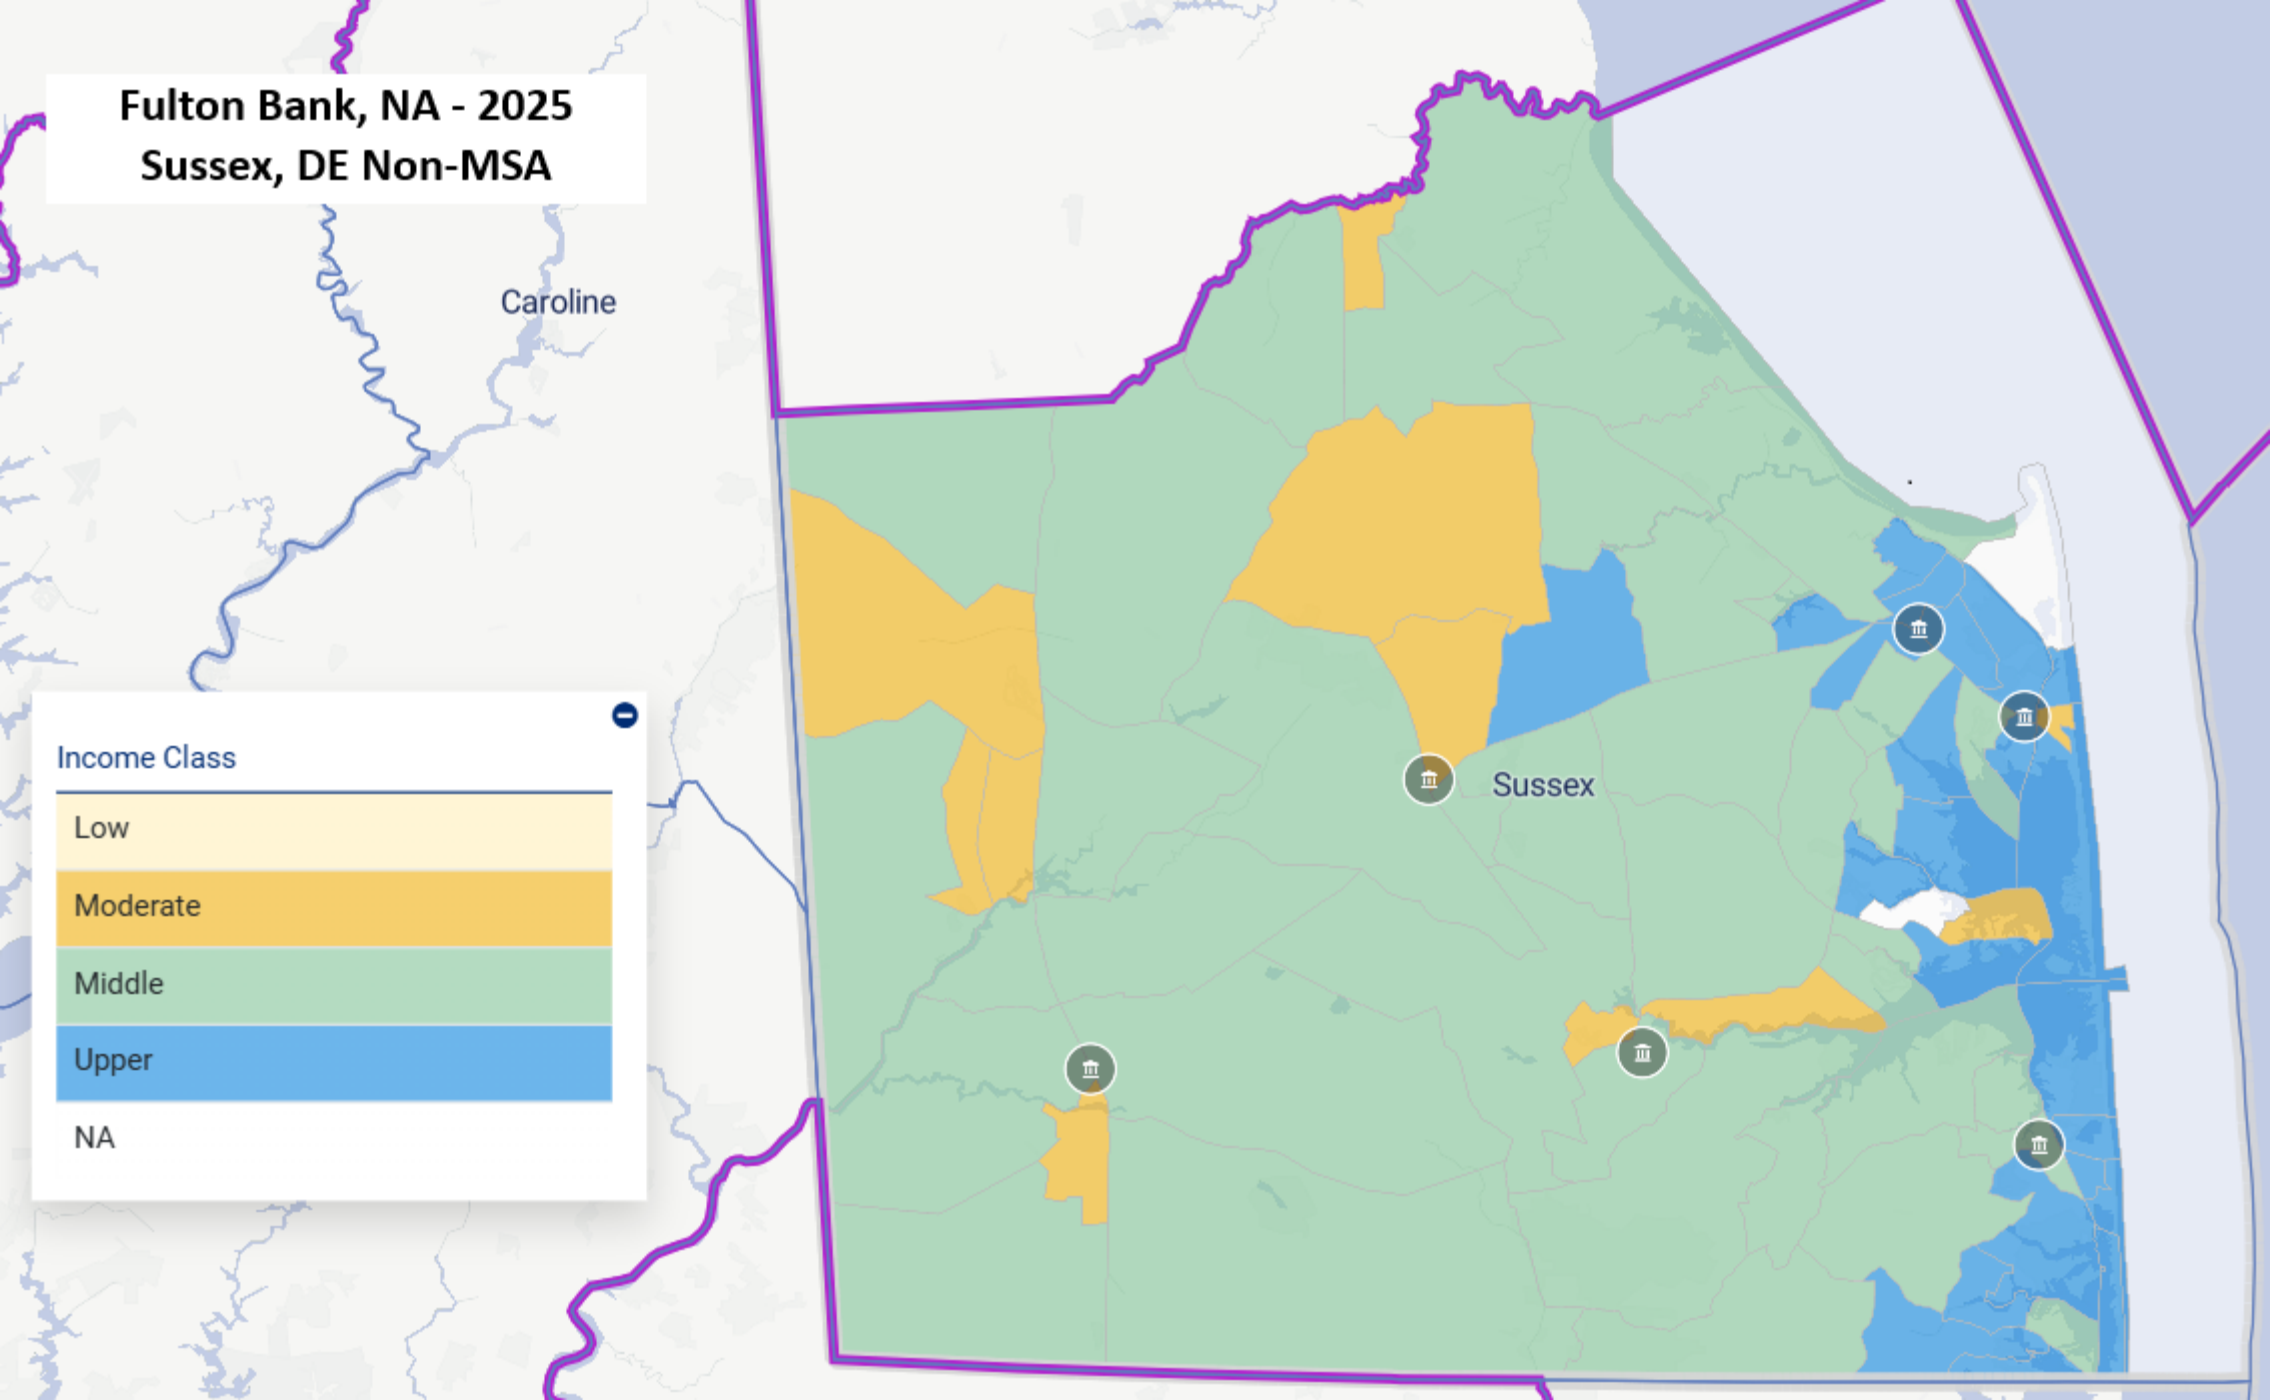 Fulton Bank, NA - 2025
Sussex, DE Non-MSA
Caroline
Sussex
Income Class
Low
Moderate
Middle
Upper
NA